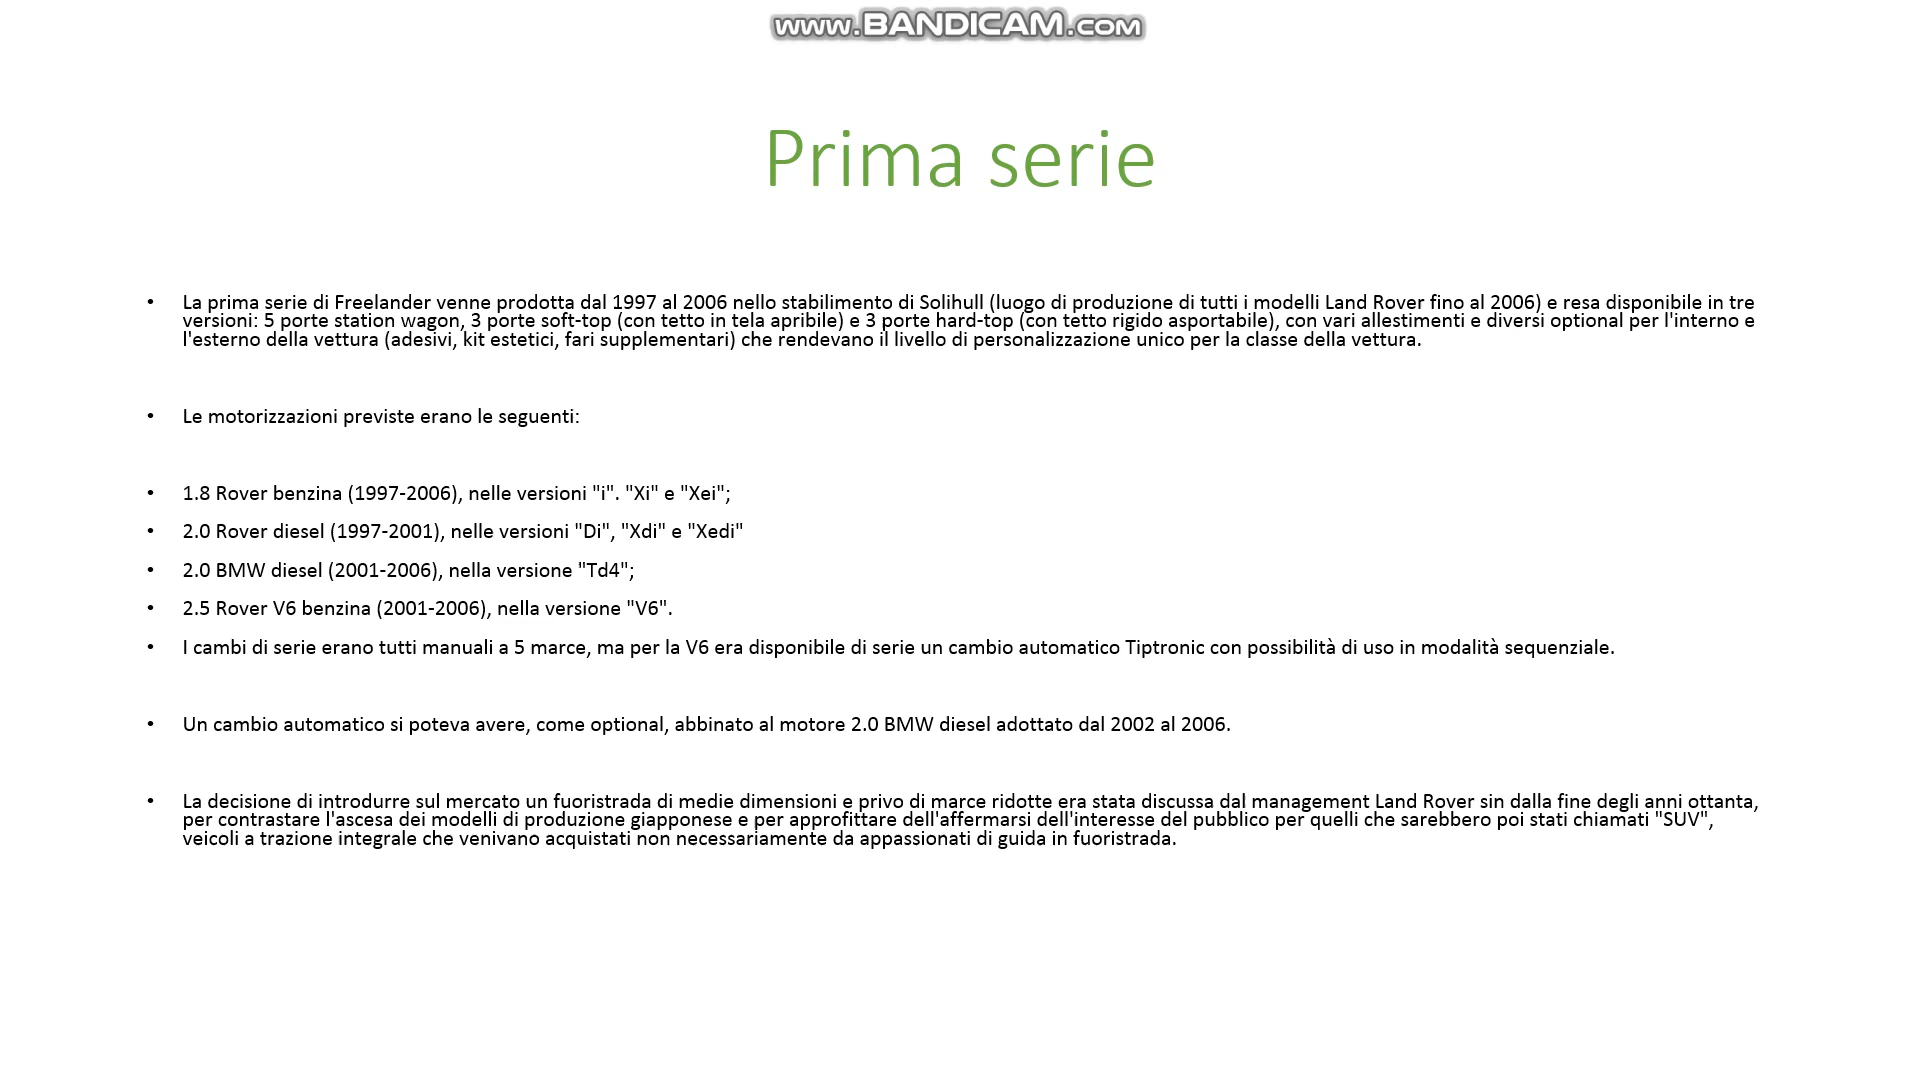 www.BANDICAM.com
Prima serie
• La prima serie di Freelander venne prodotta dal 1997 al 2006 nello stabilimento di Solihull (luogo di produzione di tutti i modelli Land Rover fino al 2006) e resa disponibile in tre
versioni: 5 porte station wagon, 3 porte soft-top (con tetto in tela apribile) e 3 porte hard-top (con tetto rigido asportabile), con vari allestimenti e diversi optional per l'interno e
l'esterno della vettura (adesivi, kit estetici, fari supplementari) che rendevano il livello di personalizzazione unico per la classe della vettura.
• Le motorizzazioni previste erano le seguenti:
• 1.8 Rover benzina (1997-2006), nelle versioni "i". "Xi" e "Xei";
• 2.0 Rover diesel (1997-2001), nelle versioni "Di", "Xdi" e "Xedi"
• 2.0 BMW diesel (2001-2006), nella versione "Td4";
• 2.5 Rover V6 benzina (2001-2006), nella versione "V6".
• I cambi di serie erano tutti manuali a 5 marce, ma per la V6 era disponibile di serie un cambio automatico Tiptronic con possibilità di uso in modalità sequenziale.
• Un cambio automatico si poteva avere, come optional, abbinato al motore 2.0 BMW diesel adottato dal 2002 al 2006.
• La decisione di introdurre sul mercato un fuoristrada di medie dimensioni e privo di marce ridotte era stata discussa dal management Land Rover sin dalla fine degli anni ottanta,
per contrastare l'ascesa dei modelli di produzione giapponese e per approfittare dell'affermarsi dell'interesse del pubblico per quelli che sarebbero poi stati chiamati "SUV",
veicoli a trazione integrale che venivano acquistati non necessariamente da appassionati di guida in fuoristrada.